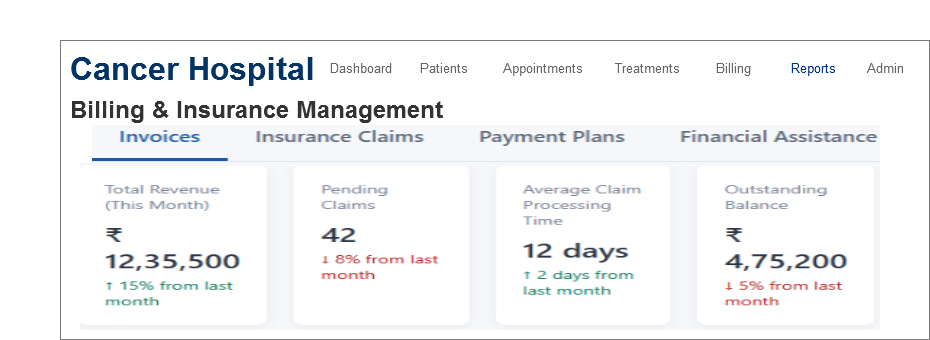 Cancer Hospital Dashboard Patients Appointments Treatments Billing Reports Admin
Billing & Insurance Management
Invoices Insurance Claims Payment Plans Financial Assistance
Total Revenue
(This Month)
₹
12,35,500
↑ 15% from last
month
Pending
Claims
42
↓ 8% from last
month
Average Claim
Processing
Time
12 days
↑ 2 days from
last month
Outstanding
Balance
₹
4,75,200
↓ 5% from last
month